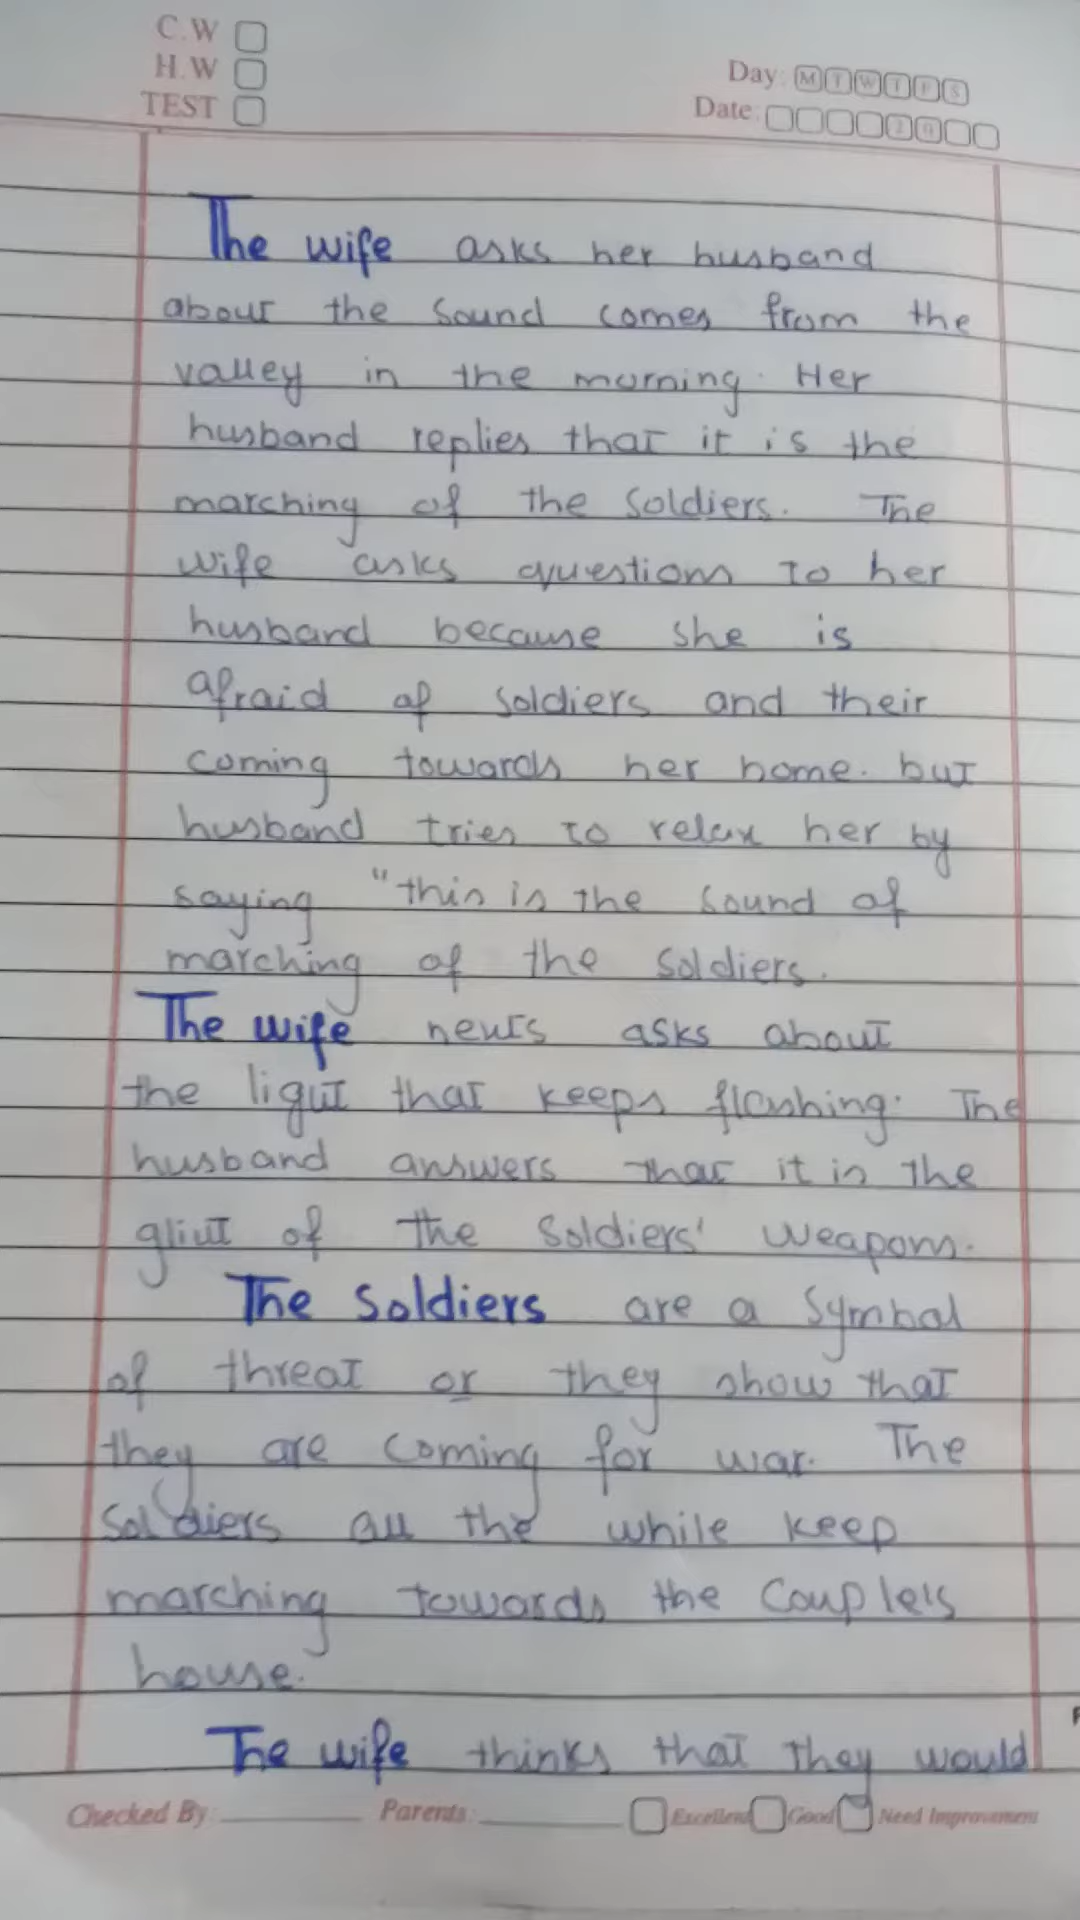 C.W
H.W
TEST
Day: M T W T F S
Date: 2 0
The wife asks her husband
about the sound comes from the
valley in the morning. Her
husband replies that it is the
marching of the soldiers. The
wife asks questions to her
husband because she is
afraid of soldiers and their
coming towards her home. but
husband tries to relax her by
saying "this is the sound of
marching of the soldiers.
The wife asks about
the light that keeps flashing. The
husband answers that it is the
glint of the soldiers' weapons.
The soldiers are a symbal
of threat or they show that
they are coming for war. The
soldiers all the while keep
marching towards the couple's
house.
The wife thinks that they would
Checked By: Parents: Excellent Good Need Improvement